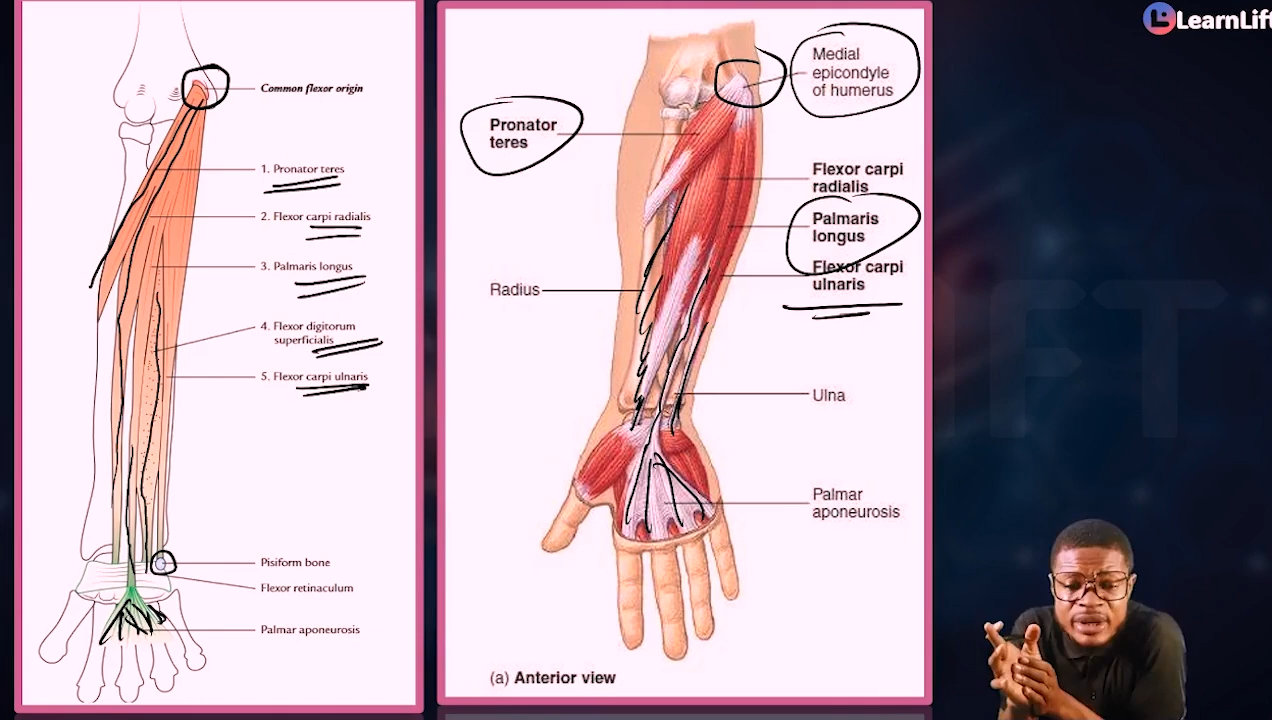 LearnLift
Common flexor origin
1. Pronator teres
2. Flexor carpi radialis
3. Palmaris longus
4. Flexor digitorum
superficialis
5. Flexor carpi ulnaris
Pisiform bone
Flexor retinaculum
Palmar aponeurosis
Medial
epicondyle
of humerus
Pronator
teres
Flexor carpi
radialis
Palmaris
longus
Flexor carpi
ulnaris
Radius
Ulna
Palmar
aponeurosis
(a) Anterior view